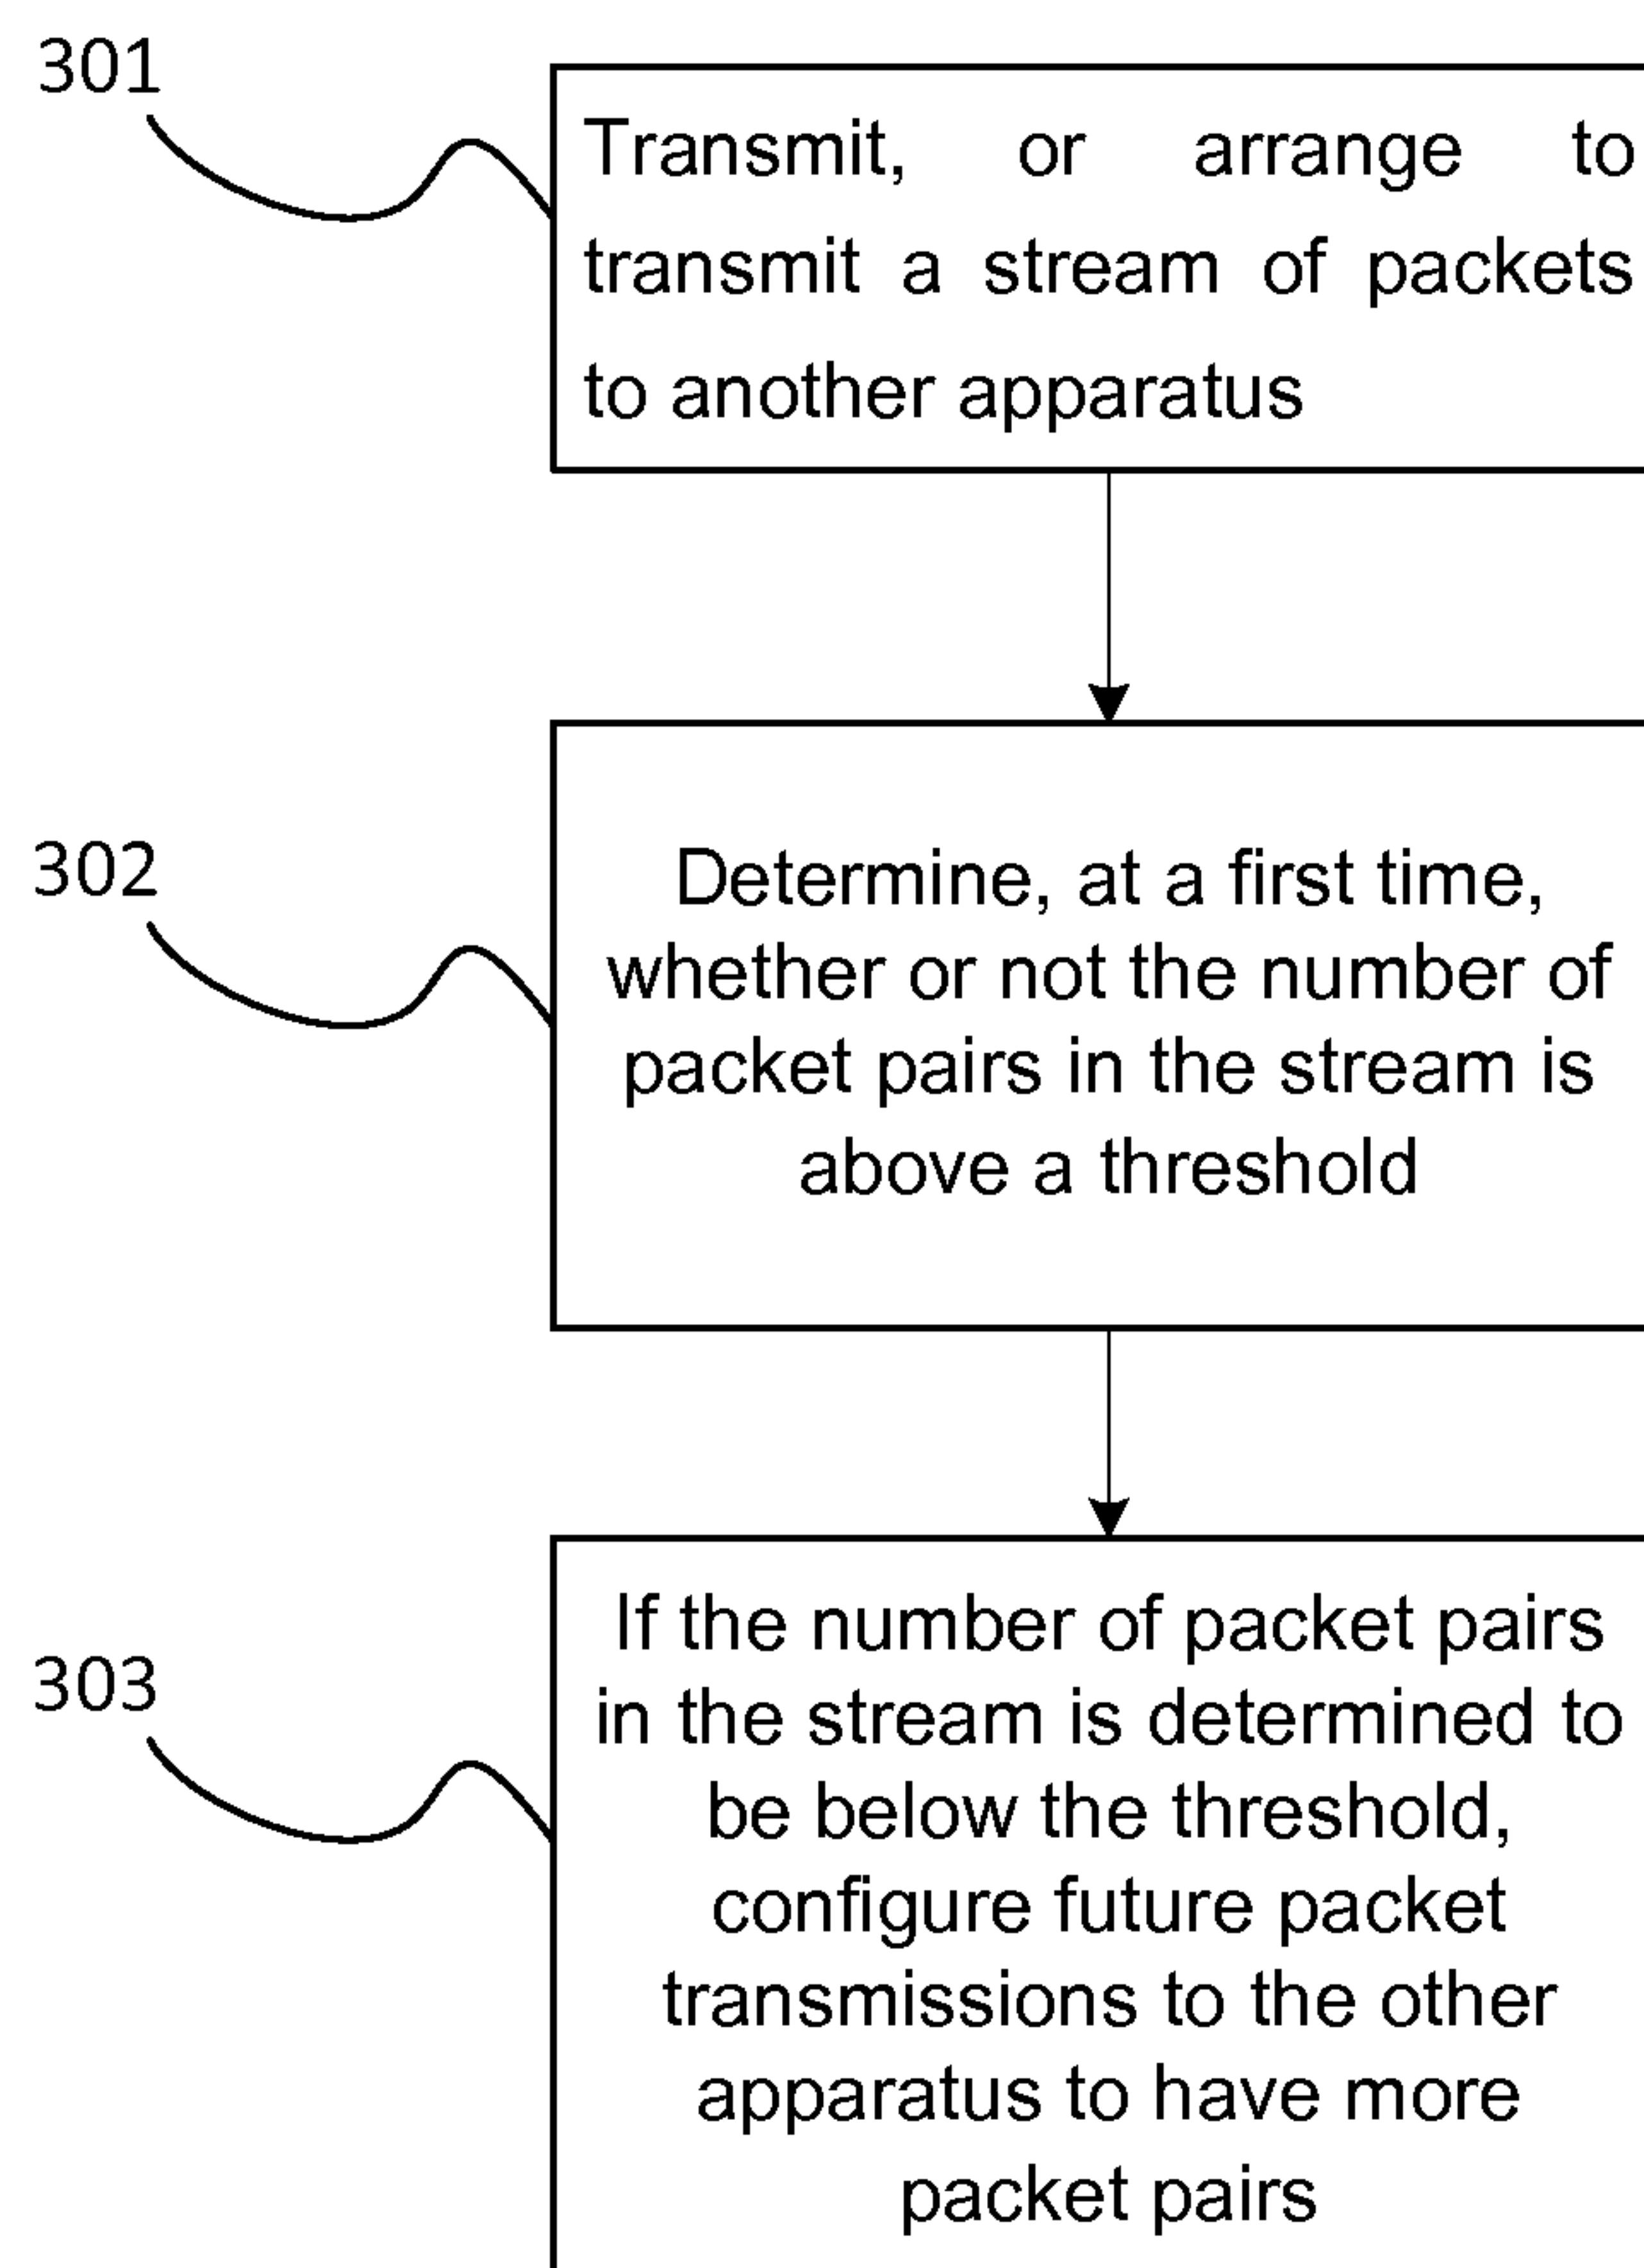 301
Transmit, or arrange to
transmit a stream of packets
to another apparatus
302
Determine, at a first time,
whether or not the number of
packet pairs in the stream is
above a threshold
303
If the number of packet pairs
in the stream is determined to
be below the threshold,
configure future packet
transmissions to the other
apparatus to have more
packet pairs